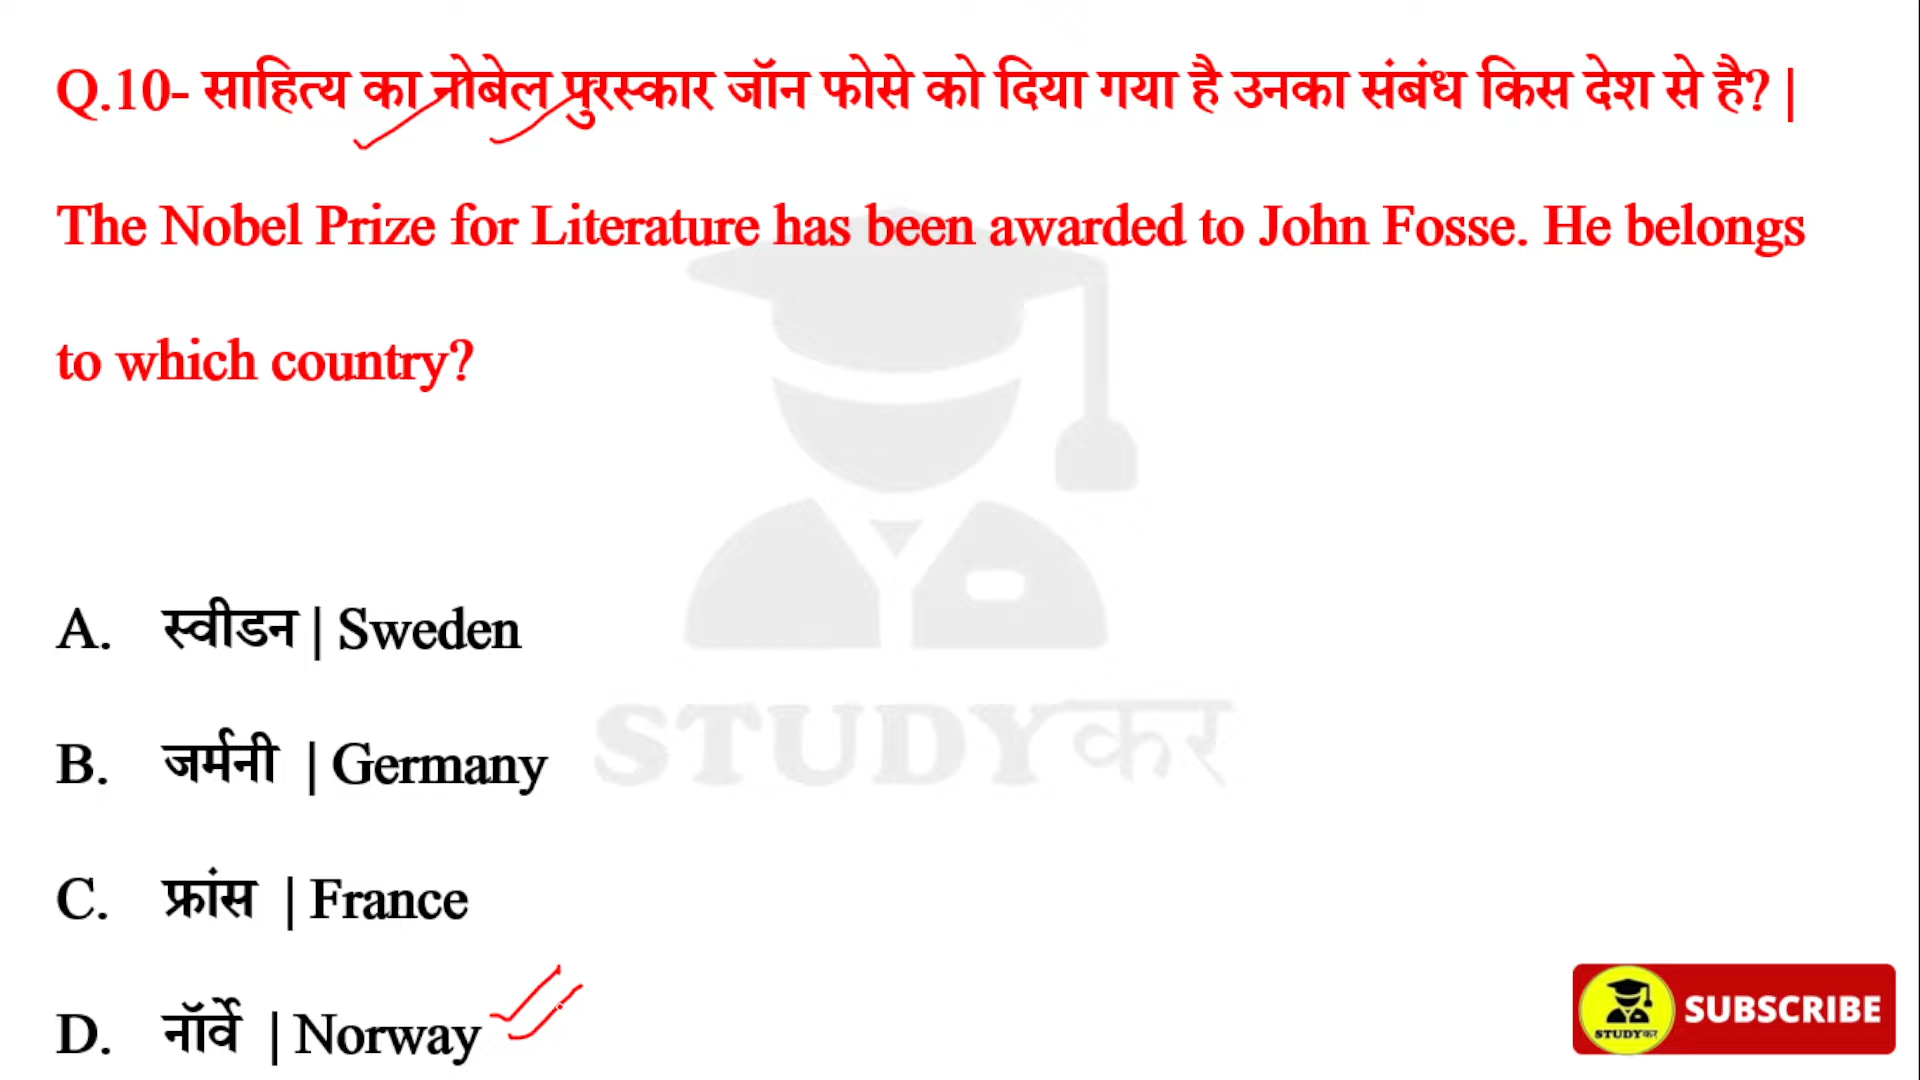 Q.10- साहित्य का नोबेल पुरस्कार जॉन फोसे को दिया गया है उनका संबंध किस देश से है? |
The Nobel Prize for Literature has been awarded to John Fosse. He belongs
to which country?
A. स्वीडन | Sweden
STUDYकर
B. जर्मनी | Germany
C. फ्रांस | France
D. नॉर्वे | Norway
SUBSCRIBE
STUDYकर